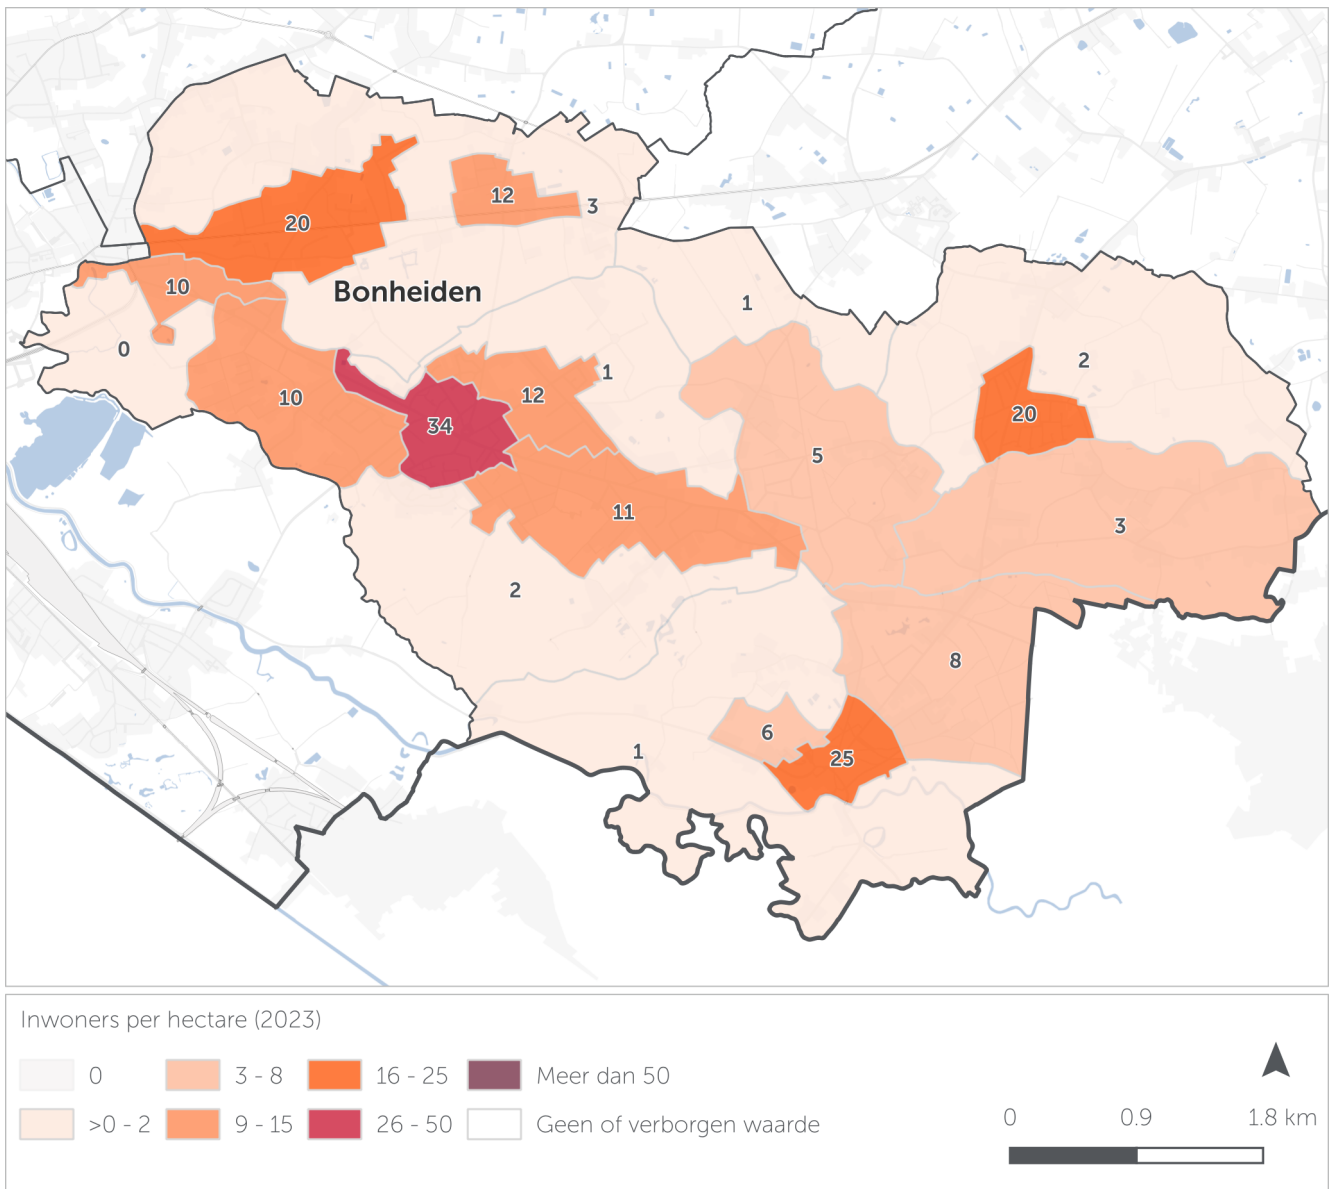 12
3
20
10
Bonheiden
1
0
2
1
12
10
20
34
5
11
3
2
8
6
1
25
Inwoners per hectare (2023)
0
3 - 8
16 - 25
Meer dan 50
>0 - 2
9 - 15
26 - 50
Geen of verborgen waarde
0 0.9 1.8 km